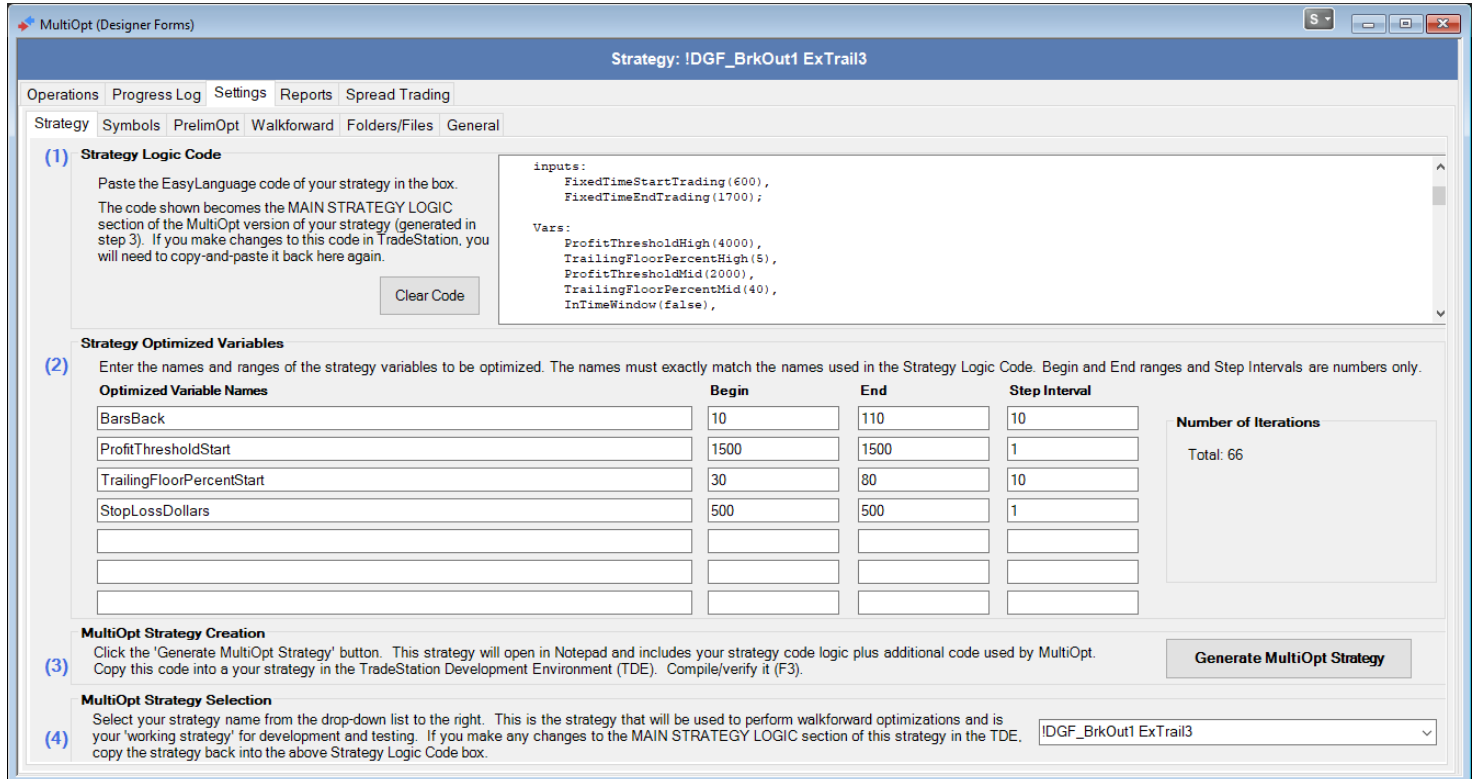 MultiOpt (Designer Forms)
S
Strategy: !DGF_BrkOut1 ExTrail3
Operations Progress Log Settings Reports Spread Trading
Strategy Symbols PrelimOpt Walkforward Folders/Files General
(1) Strategy Logic Code
Paste the EasyLanguage code of your strategy in the box.
The code shown becomes the MAIN STRATEGY LOGIC
section of the MultiOpt version of your strategy (generated in
step 3). If you make changes to this code in TradeStation, you
will need to copy-and-paste it back here again.
Clear Code
inputs:
FixedTimeStartTrading(600),
FixedTimeEndTrading(1700);
Vars:
ProfitThresholdHigh(4000),
TrailingFloorPercentHigh(5),
ProfitThresholdMid(2000),
TrailingFloorPercentMid(40),
InTimeWindow(false),
Strategy Optimized Variables
(2) Enter the names and ranges of the strategy variables to be optimized. The names must exactly match the names used in the Strategy Logic Code. Begin and End ranges and Step Intervals are numbers only.
Optimized Variable Names Begin End Step Interval
BarsBack 10 110 10
ProfitThresholdStart 1500 1500 1
TrailingFloorPercentStart 30 80 10
StopLossDollars 500 500 1
Number of Iterations
Total: 66
MultiOpt Strategy Creation
(3) Click the 'Generate MultiOpt Strategy' button. This strategy will open in Notepad and includes your strategy code logic plus additional code used by MultiOpt.
Copy this code into a your strategy in the TradeStation Development Environment (TDE). Compile/verify it (F3).
Generate MultiOpt Strategy
MultiOpt Strategy Selection
(4) Select your strategy name from the drop-down list to the right. This is the strategy that will be used to perform walkforward optimizations and is
your 'working strategy' for development and testing. If you make any changes to the MAIN STRATEGY LOGIC section of this strategy in the TDE,
copy the strategy back into the above Strategy Logic Code box.
!DGF_BrkOut1 ExTrail3